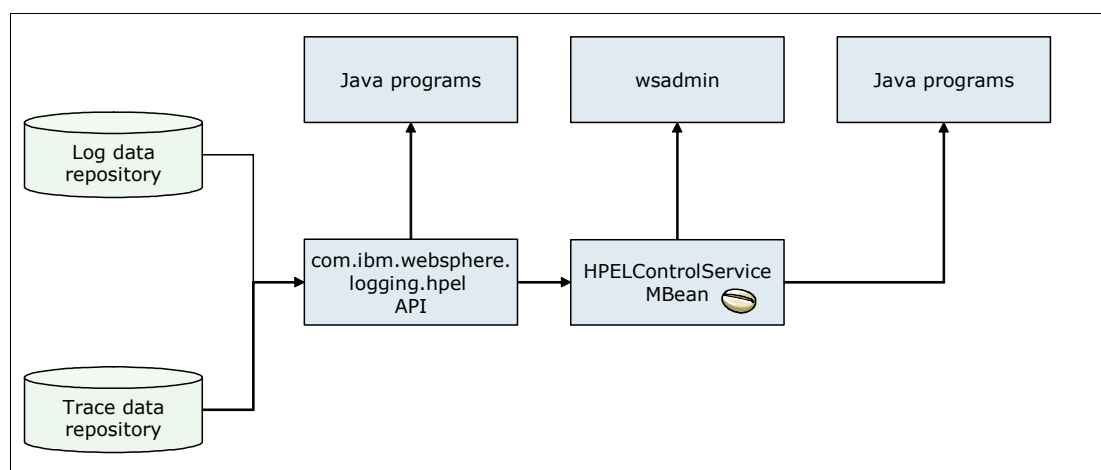 Java programs
wsadmin
Java programs
Log data
repository
com.ibm.websphere.
logging.hpel
API
HPELControlService
MBean
Trace data
repository